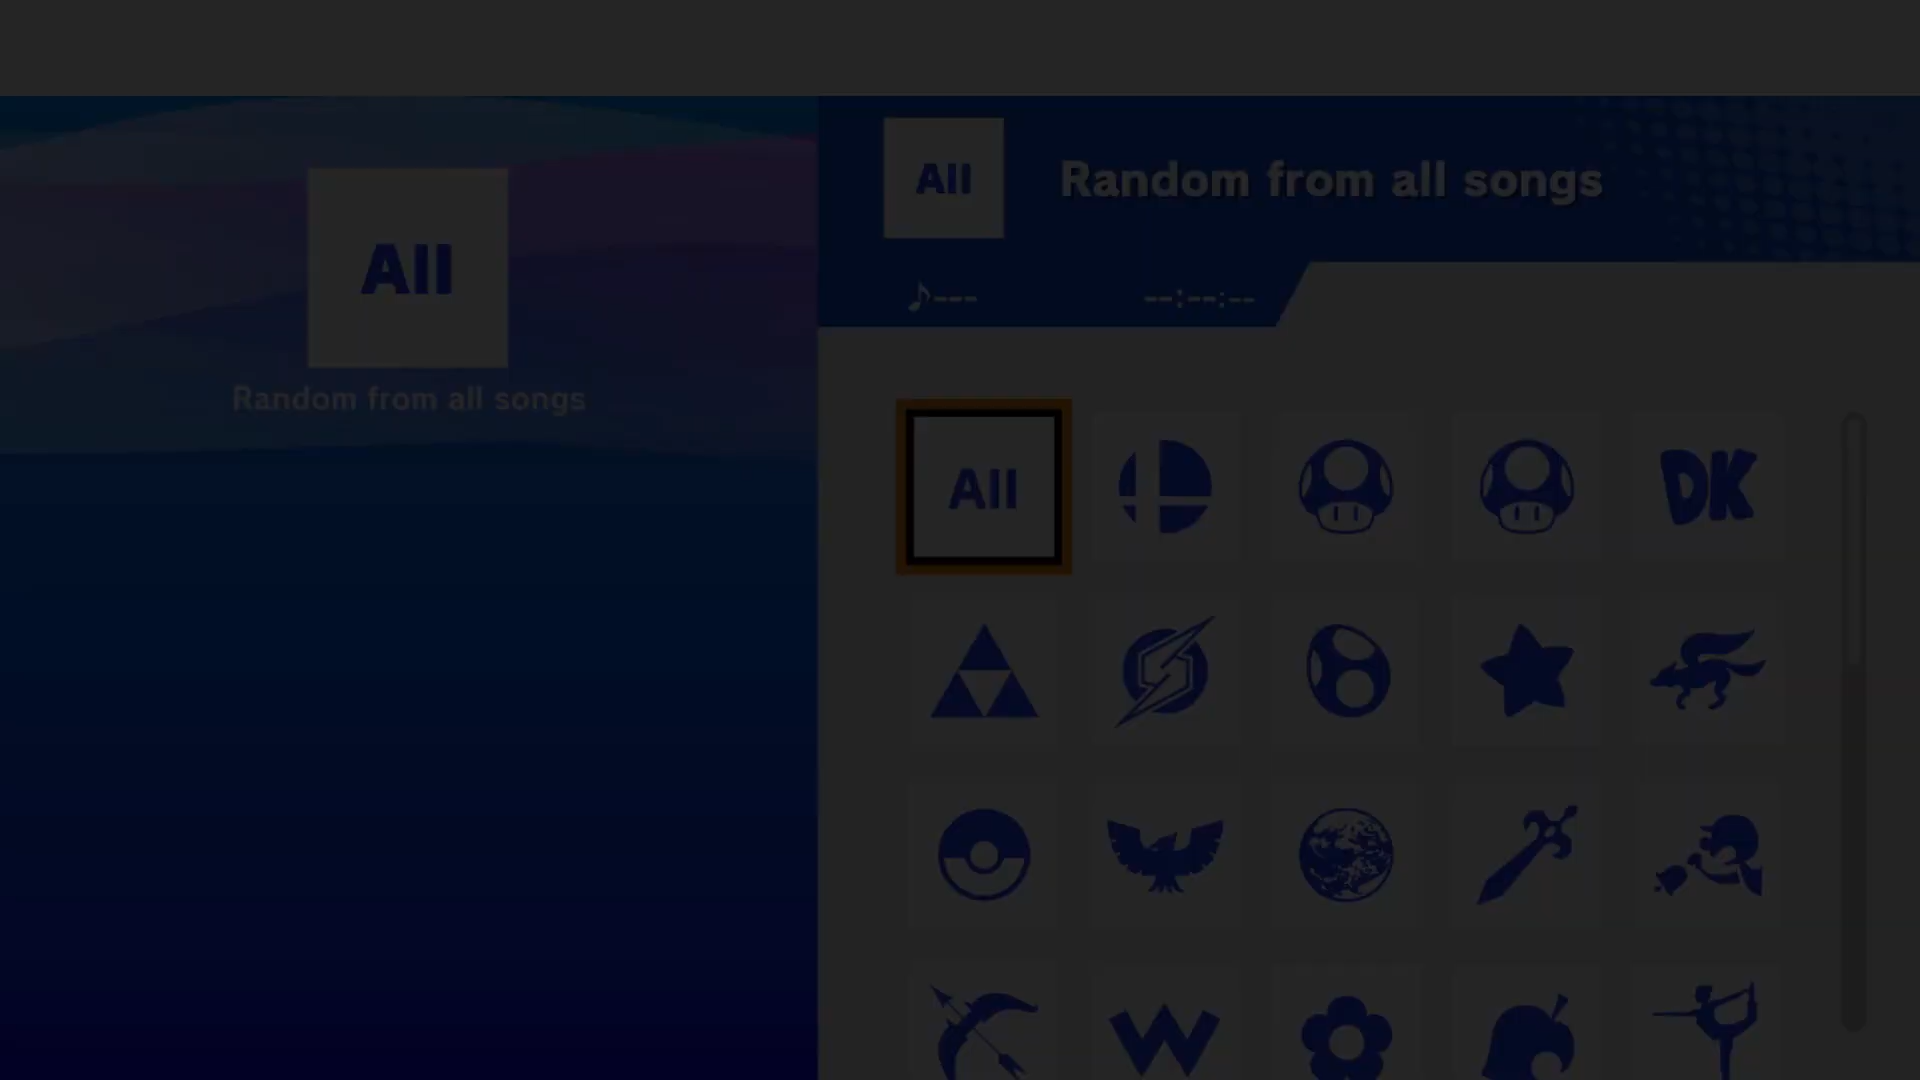 All
Random from all songs
All
Random from all songs
♪--- --:--:--
All
DK